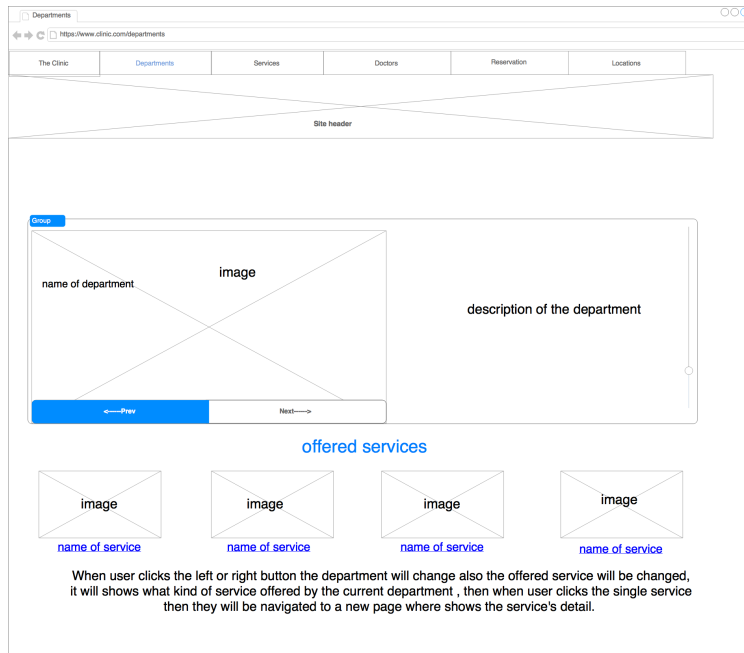 Departments
https://www.clinic.com/departments
The Clinic
Departments
Services
Doctors
Reservation
Locations
Site header
Group
image
name of department
description of the department
<-----Prev
Next----->
offered services
image
image
image
image
name of service
name of service
name of service
name of service
When user clicks the left or right button the department will change also the offered service will be changed,
it will shows what kind of service offered by the current department , then when user clicks the single service
then they will be navigated to a new page where shows the service's detail.